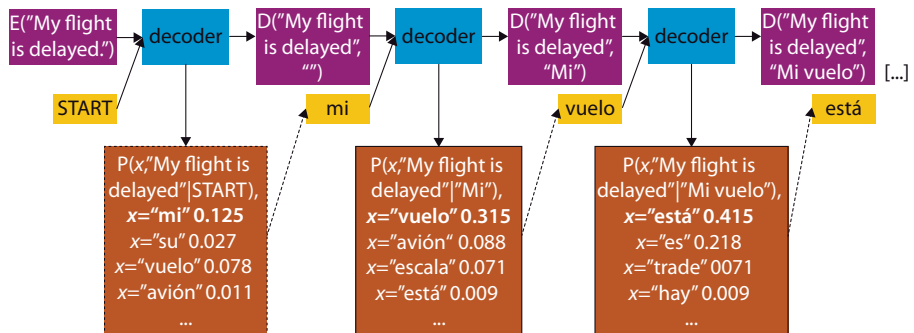 E("My flight
is delayed.")
decoder
D("My flight
is delayed",
"")
decoder
D("My flight
is delayed",
"Mi")
decoder
D("My flight
is delayed",
"Mi vuelo")
[...]
START
mi
vuelo
está
P(x,"My flight is
delayed"|START),
x="mi" 0.125
x="su" 0.027
x="vuelo" 0.078
x="avión" 0.011
...
P(x,"My flight is
delayed"|"Mi"),
x="vuelo" 0.315
x="avión" 0.088
x="escala" 0.071
x="está" 0.009
...
P(x,"My flight is
delayed"|"Mi vuelo"),
x="está" 0.415
x="es" 0.218
x="trade" 0071
x="hay" 0.009
...